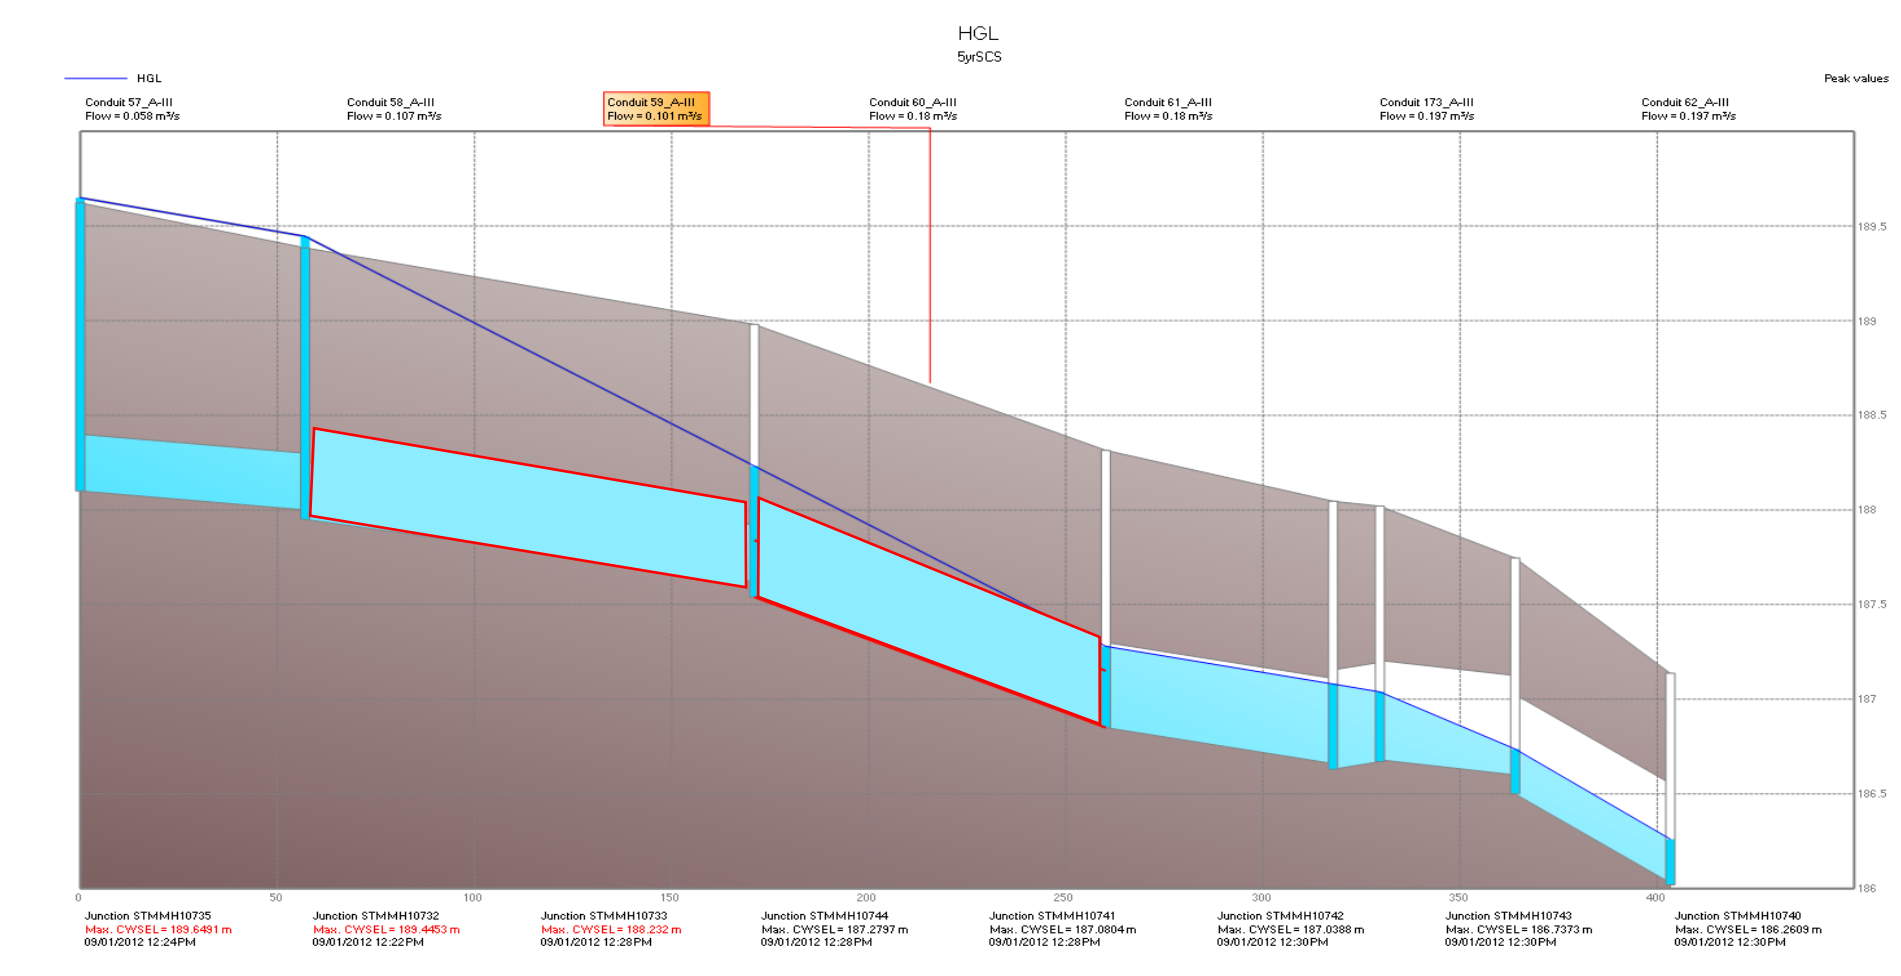 HGL
5yrSCS
HGL
Peak values
Conduit 57_A-III
Flow = 0.058 m³/s
Conduit 58_A-III
Flow = 0.107 m³/s
Conduit 59_A-III
Flow = 0.101 m³/s
Conduit 60_A-III
Flow = 0.18 m³/s
Conduit 61_A-III
Flow = 0.18 m³/s
Conduit 173_A-III
Flow = 0.197 m³/s
Conduit 62_A-III
Flow = 0.197 m³/s
189.5
189
188.5
188
187.5
187
186.5
186
0 50 100 150 200 250 300 350 400
Junction STMMH10735
Max. CWSEL = 189.6491 m
09/01/2012 12:24PM
Junction STMMH10732
Max. CWSEL = 189.4453 m
09/01/2012 12:22PM
Junction STMMH10733
Max. CWSEL = 188.232 m
09/01/2012 12:28PM
Junction STMMH10744
Max. CWSEL = 187.2797 m
09/01/2012 12:28PM
Junction STMMH10741
Max. CWSEL = 187.0804 m
09/01/2012 12:28PM
Junction STMMH10742
Max. CWSEL = 187.0388 m
09/01/2012 12:30PM
Junction STMMH10743
Max. CWSEL = 186.7373 m
09/01/2012 12:30PM
Junction STMMH10740
Max. CWSEL = 186.2609 m
09/01/2012 12:30PM